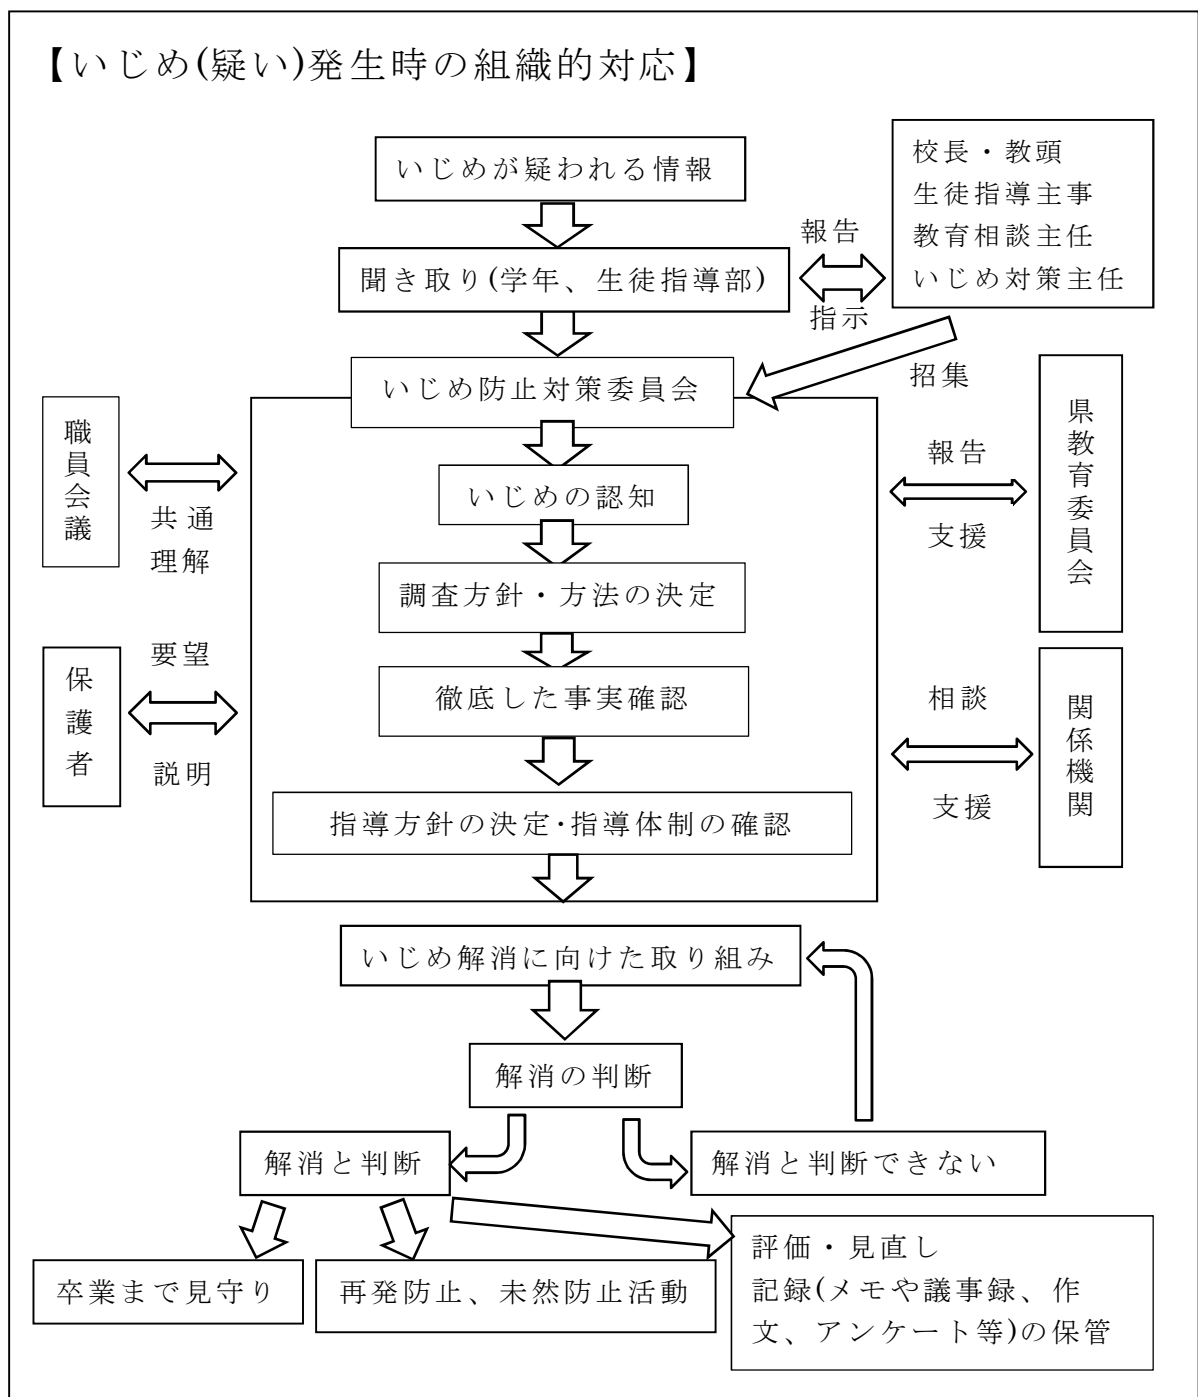 【いじめ(疑い)発生時の組織的対応】
いじめが疑われる情報
校長・教頭
生徒指導主事
教育相談主任
いじめ対策主任
報告
聞き取り(学年、生徒指導部)
指示
招集
いじめ防止対策委員会
職員会議
共通
理解
いじめの認知
報告
支援
県教育委員会
調査方針・方法の決定
要望
保護者
説明
徹底した事実確認
相談
支援
関係機関
指導方針の決定・指導体制の確認
いじめ解消に向けた取り組み
解消の判断
解消と判断
解消と判断できない
卒業まで見守り
再発防止、未然防止活動
評価・見直し
記録(メモや議事録、作
文、アンケート等)の保管